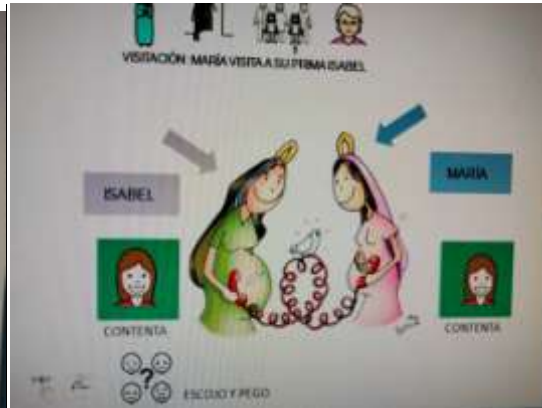 VISITACIÓN: MARÍA VISITA A SU PRIMA ISABEL.
ISABEL
MARÍA
CONTENTA
CONTENTA
?
ESCOJO Y PEGO